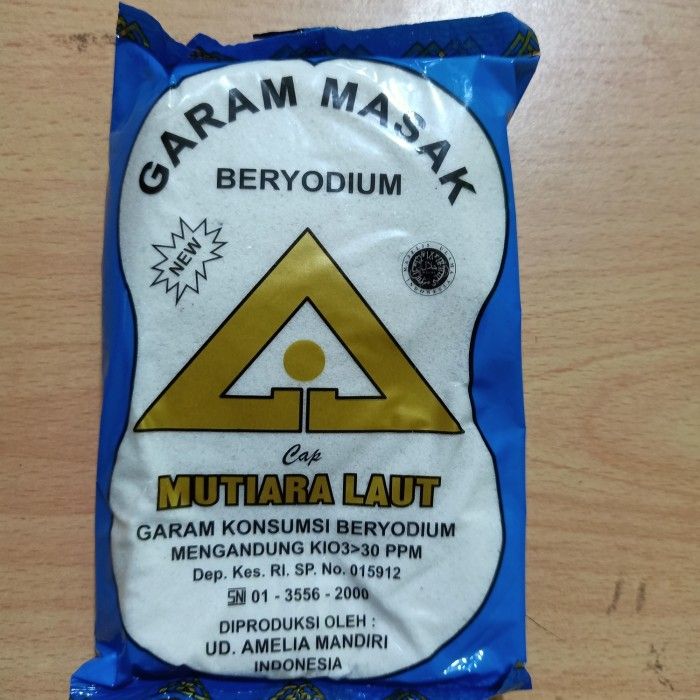 GARAM MASAK
BERYODIUM
NEW
Cap
MUTIARA LAUT
GARAM KONSUMSI BERYODIUM
MENGANDUNG KIO3>30 PPM
Dep. Kes. RI. SP. No. 015912
SNI 01 - 3556 - 2000
DIPRODUKSI OLEH :
UD. AMELIA MANDIRI
INDONESIA